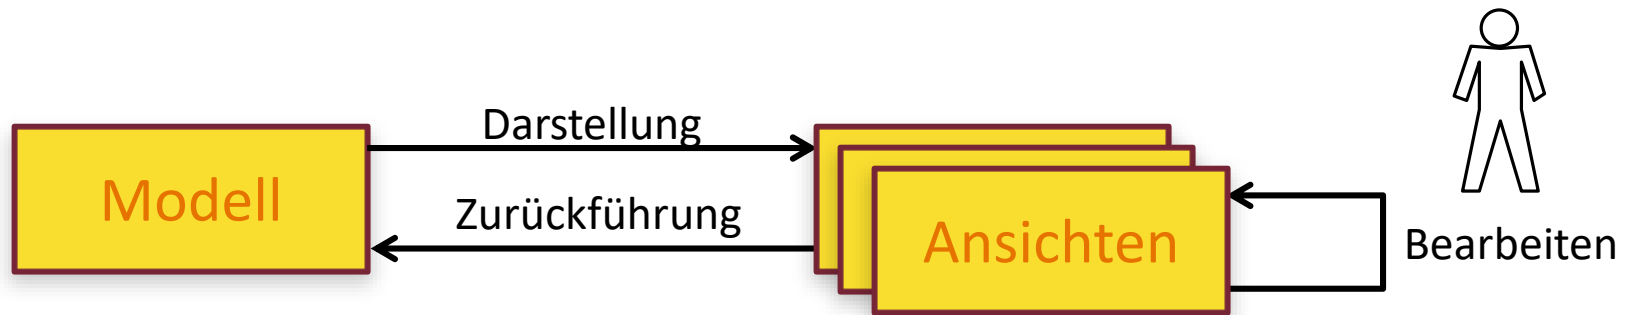 Darstellung
Modell
Zurückführung
Ansichten
Bearbeiten